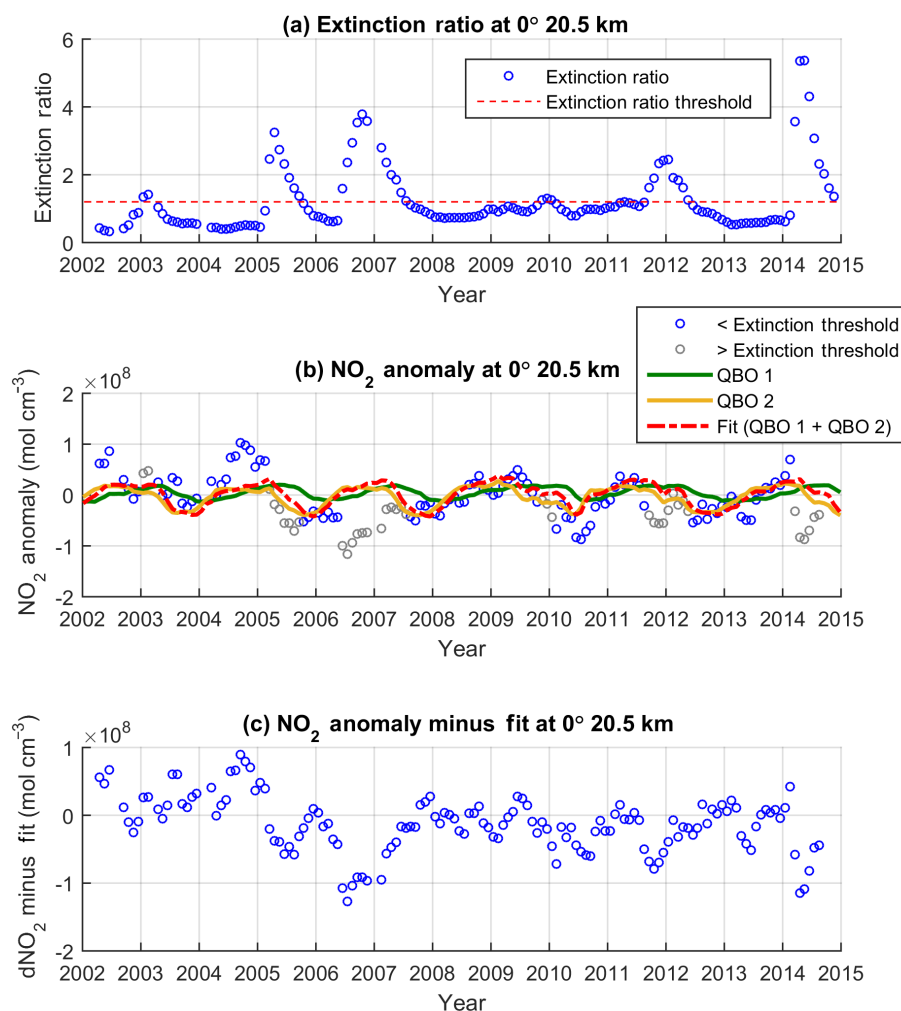 (a) Extinction ratio at 0° 20.5 km
6
4
2
0
Extinction ratio
Extinction ratio
Extinction ratio threshold
2002 2003 2004 2005 2006 2007 2008 2009 2010 2011 2012 2013 2014 2015
Year
(b) NO₂ anomaly at 0° 20.5 km
×10⁸
2
1
0
-1
-2
NO₂ anomaly (mol cm⁻³)
< Extinction threshold
> Extinction threshold
QBO 1
QBO 2
Fit (QBO 1 + QBO 2)
2002 2003 2004 2005 2006 2007 2008 2009 2010 2011 2012 2013 2014 2015
Year
(c) NO₂ anomaly minus fit at 0° 20.5 km
×10⁸
1
0
-1
-2
dNO₂ minus fit (mol cm⁻³)
2002 2003 2004 2005 2006 2007 2008 2009 2010 2011 2012 2013 2014 2015
Year